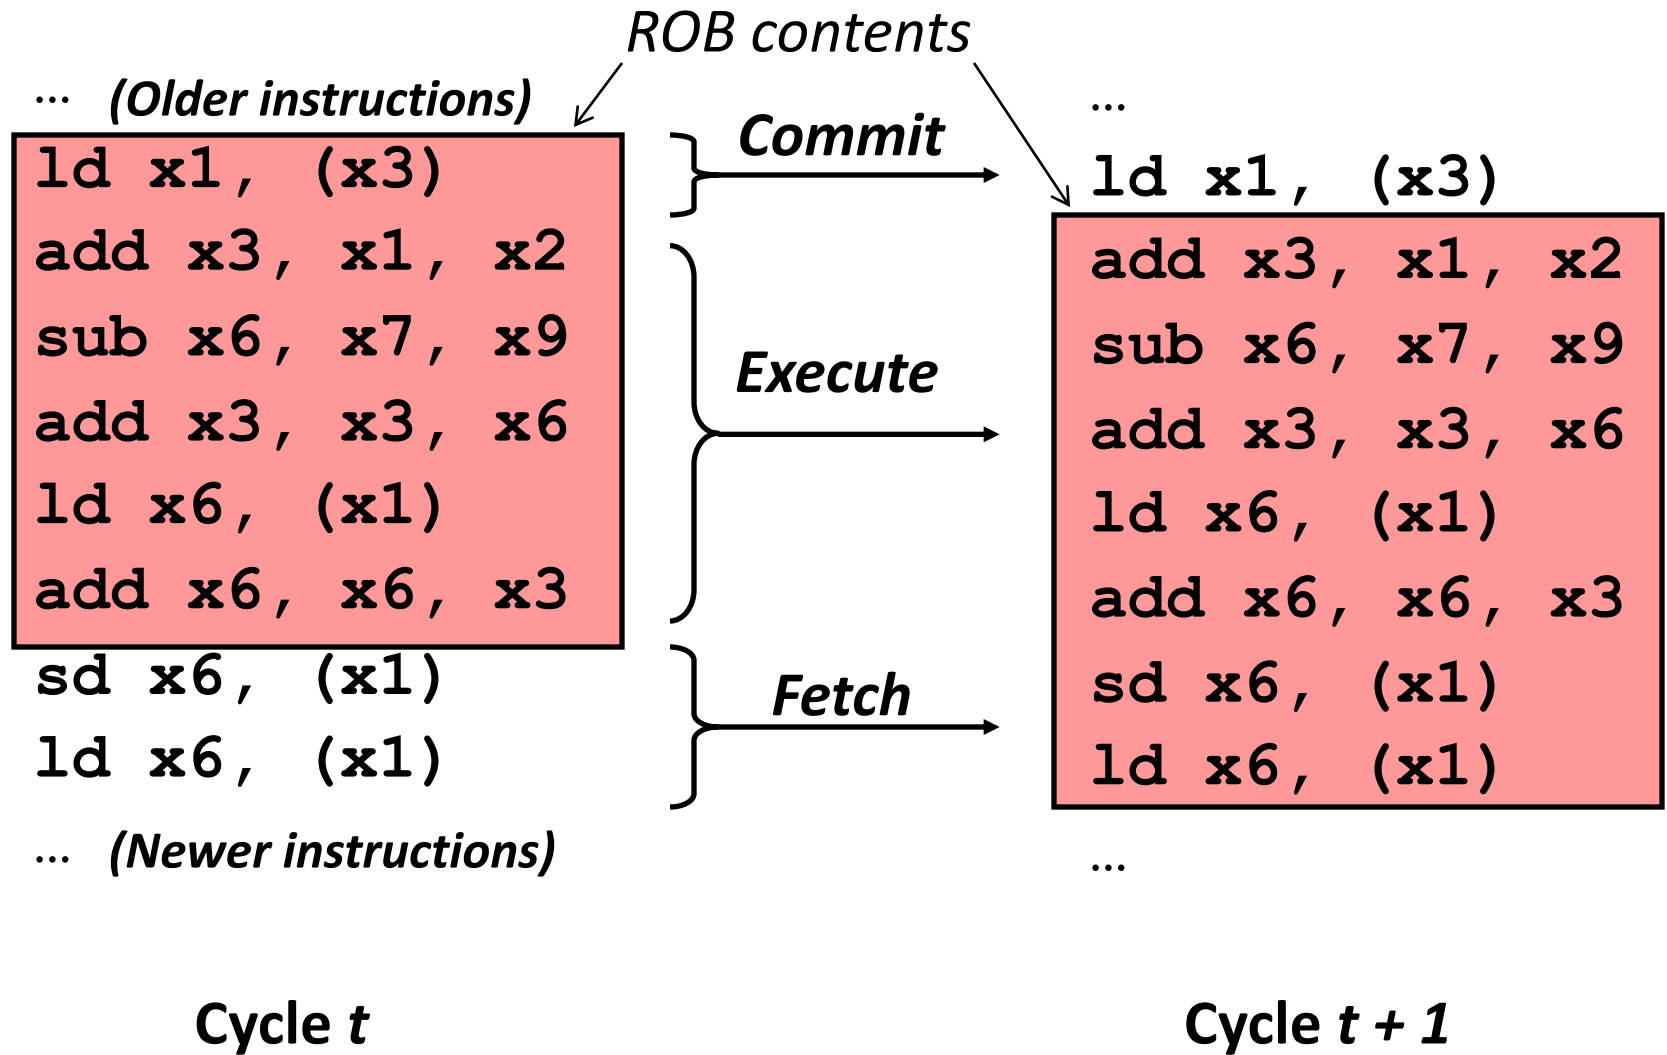 ROB contents
... (Older instructions)
ld x1, (x3)
add x3, x1, x2
sub x6, x7, x9
add x3, x3, x6
ld x6, (x1)
add x6, x6, x3
sd x6, (x1)
ld x6, (x1)
... (Newer instructions)
Cycle t
Commit
Execute
Fetch
...
ld x1, (x3)
add x3, x1, x2
sub x6, x7, x9
add x3, x3, x6
ld x6, (x1)
add x6, x6, x3
sd x6, (x1)
ld x6, (x1)
...
Cycle t + 1